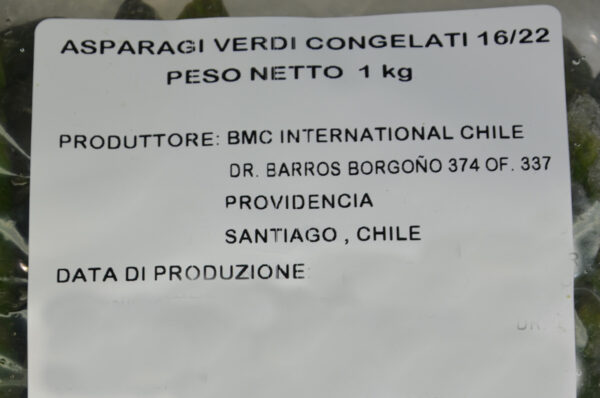 ASPARAGI VERDI CONGELATI 16/22
PESO NETTO 1 kg
PRODUTTORE: BMC INTERNATIONAL CHILE
DR. BARROS BORGOÑO 374 OF. 337
PROVIDENCIA
SANTIAGO , CHILE
DATA DI PRODUZIONE